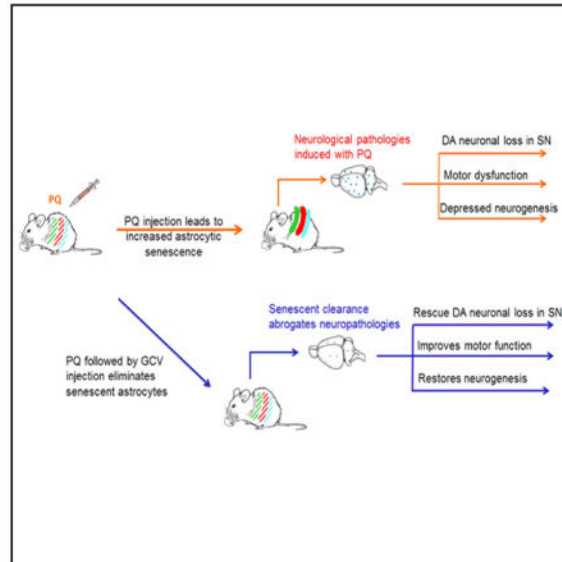 Neurological pathologies
induced with PQ
DA neuronal loss in SN
Motor dysfunction
Depressed neurogenesis
PQ
PQ injection leads to
increased astrocytic
senescence
Senescent clearance
abrogates neuropathologies
Rescue DA neuronal loss in SN
Improves motor function
Restores neurogenesis
PQ followed by GCV
injection eliminates
senescent astrocytes